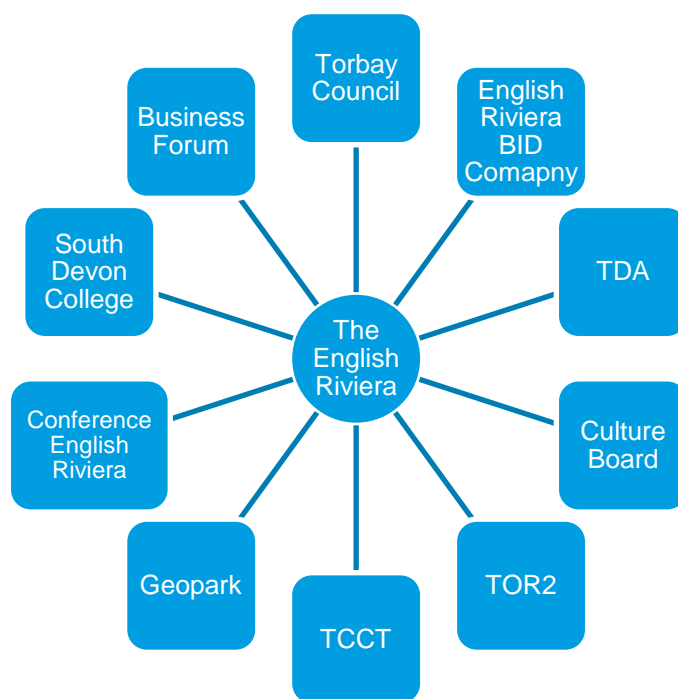 Torbay
Council
English
Riviera
BID
Comapny
TDA
Culture
Board
TOR2
TCCT
Geopark
Conference
English
Riviera
South
Devon
College
Business
Forum
The
English
Riviera